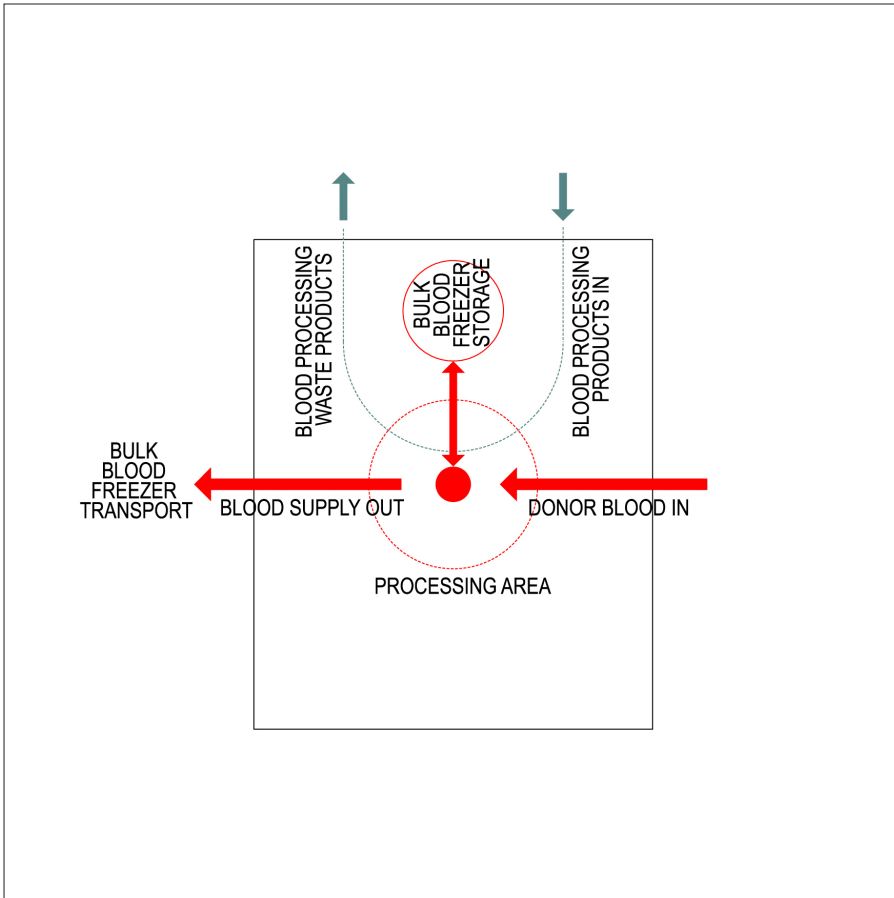 BLOOD PROCESSING
WASTE PRODUCTS
BULK
BLOOD
FREEZER
STORAGE
BLOOD PROCESSING
PRODUCTS IN
BULK
BLOOD
FREEZER
TRANSPORT
BLOOD SUPPLY OUT
DONOR BLOOD IN
PROCESSING AREA